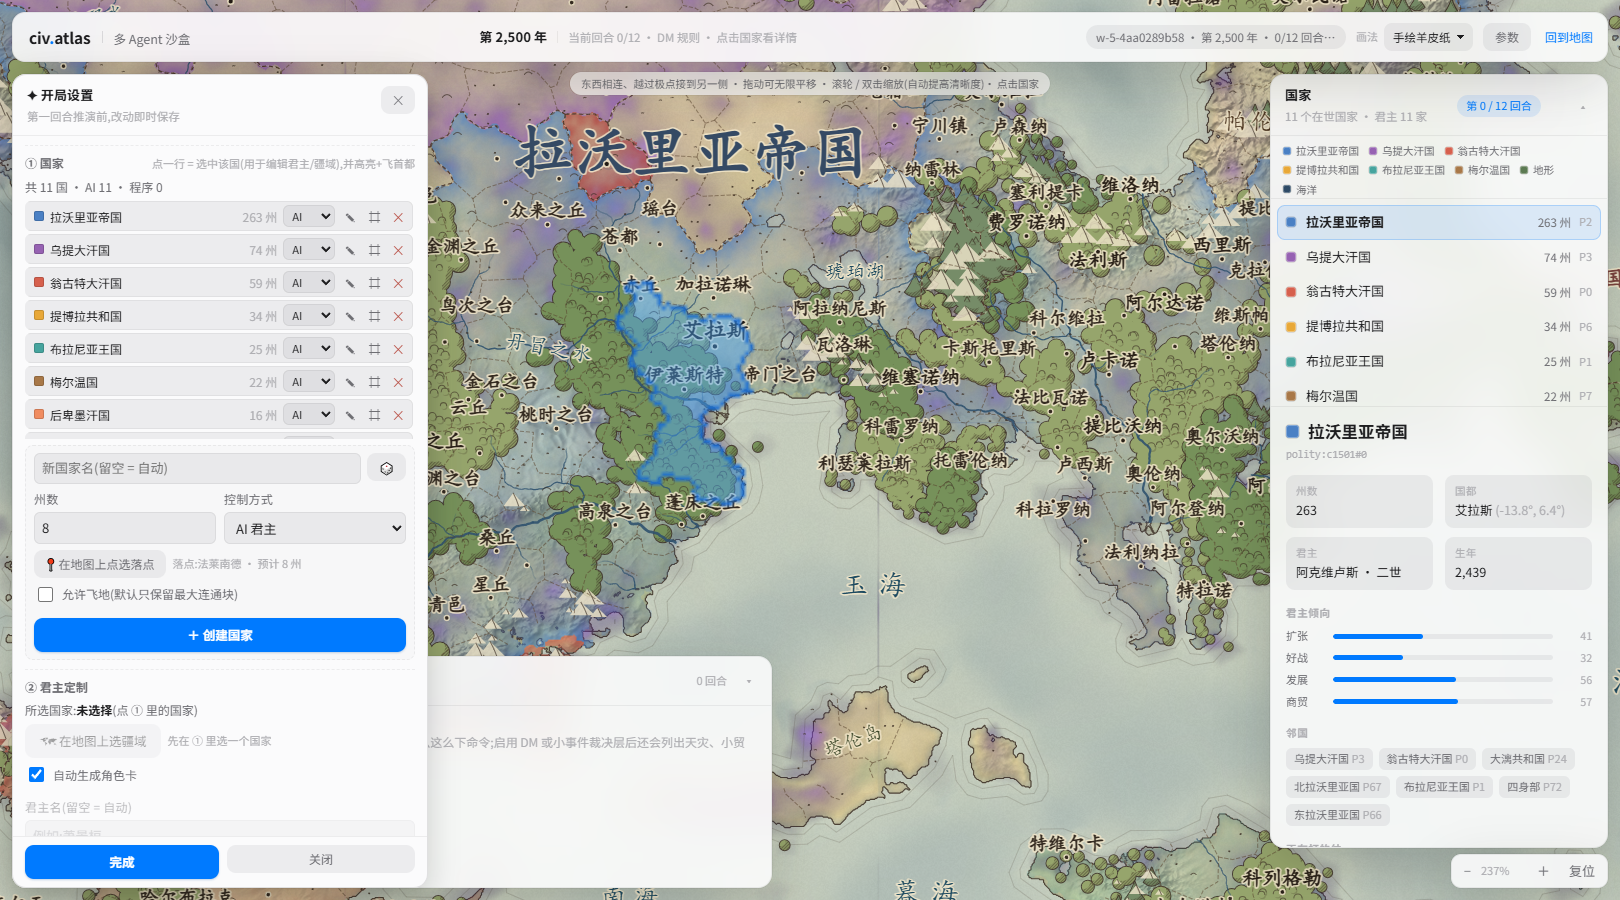 civ.atlas 多 Agent 沙盒
第 2,500 年 当前回合 0/12 · DM 规则 · 点击国家看详情
w-5-4aa0289b58 · 第 2,500 年 · 0/12 回合… 画法 手绘羊皮纸 参数 回到地图
东西相连、越过极点接到另一侧 · 拖动可无限平移 · 滚轮 / 双击缩放(自动提高清晰度) · 点击国家
✦ 开局设置
第一回合推演前,改动即时保存
① 国家 点一行 = 选中该国(用于编辑君主/疆域),并高亮+飞首都
共 11 国 · AI 11 · 程序 0
拉沃里亚帝国 263 州 AI
乌提大汗国 74 州 AI
翁古特大汗国 59 州 AI
提博拉共和国 34 州 AI
布拉尼亚王国 25 州 AI
梅尔温国 22 州 AI
后卑墨汗国 16 州 AI
新国家名(留空 = 自动)
州数 控制方式
8 AI 君主
在地图上点选落点 落点:法莱南德 · 预计 8 州
允许飞地(默认只保留最大连通块)
＋ 创建国家
② 君主定制
所选国家:未选择(点 ① 里的国家)
在地图上选疆域 先在 ① 里选一个国家
自动生成角色卡
君主名(留空 = 自动)
完成 关闭
0 回合
这么下命令;启用 DM 或小事件裁决层后还会列出天灾、小贸
拉沃里亚帝国
宁川镇
卢森纳
纳雷林
塞利提卡
维洛纳
众来之丘
瑶台
费罗诺纳
苍都
金渊之丘
西里斯
法利斯
琥珀湖
赤丘
加拉诺琳
鸟次之台
阿拉纳尼斯
阿尔达诺
科尔维拉
艾拉斯
丹冒之水
瓦洛琳
卡斯托里斯
卢卡诺
塔伦纳
伊莱斯特
帝门之台
维塞诺纳
金石之台
法比瓦诺
云丘
桃时之台
科雷罗纳
提比沃纳
奥尔沃纳
利瑟莱拉斯
托雷伦纳
卢西斯
奥伦纳
蓬床之丘
高泉之台
科拉罗纳
阿尔登纳
桑丘
法利纳拉
星丘
玉海
特拉诺
青邑
塔伦岛
特维尔卡
科列格勒
南海
暮海
哈尔布拉克
国家
11 个在世国家 · 君主 11 家
第 0 / 12 回合
拉沃里亚帝国 乌提大汗国 翁古特大汗国
提博拉共和国 布拉尼亚王国 梅尔温国 地形
海洋
拉沃里亚帝国 263 州 P2
乌提大汗国 74 州 P3
翁古特大汗国 59 州 P0
提博拉共和国 34 州 P6
布拉尼亚王国 25 州 P1
梅尔温国 22 州 P7
拉沃里亚帝国
polity:c1501#0
州数 国都
263 艾拉斯 (-13.8°, 6.4°)
君主 生年
阿克维卢斯 · 二世 2,439
君主倾向
扩张 41
好战 32
发展 56
商贸 57
邻国
乌提大汗国 P3 翁古特大汗国 P0 大漓共和国 P24
北拉沃里亚国 P67 布拉尼亚王国 P1 四身部 P72
东拉沃里亚国 P66
− 237% ＋ 复位